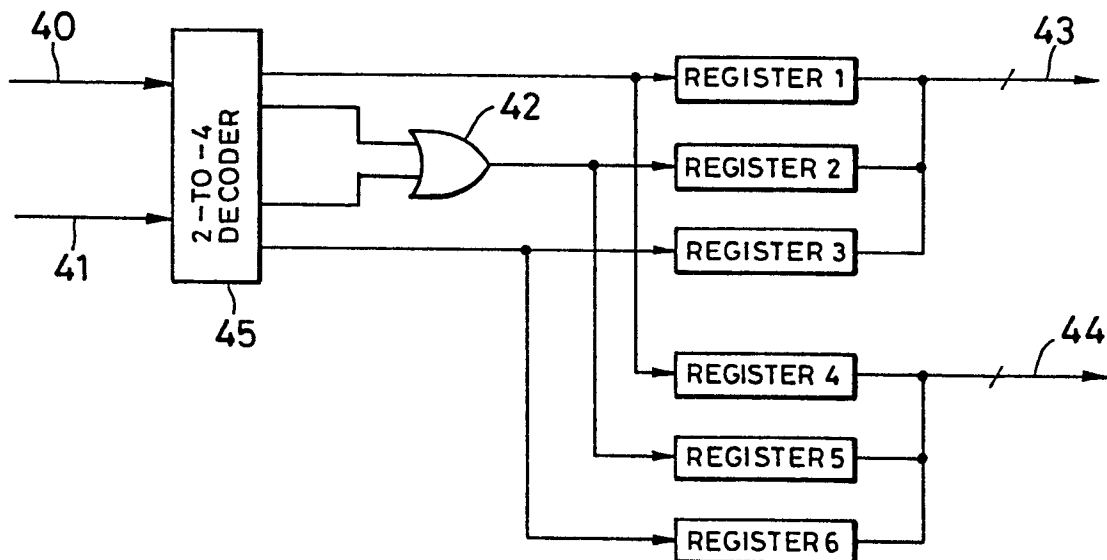 40
41
2-TO-4
DECODER
45
42
REGISTER 1
REGISTER 2
REGISTER 3
43
REGISTER 4
REGISTER 5
REGISTER 6
44